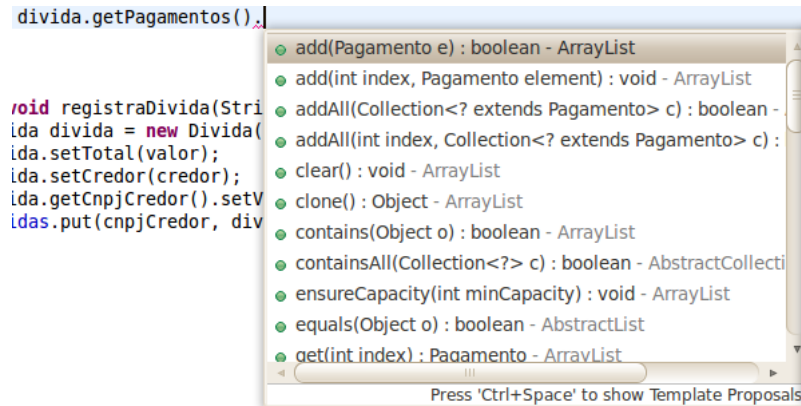 divida.getPagamentos().
add(Pagamento e) : boolean - ArrayList
add(int index, Pagamento element) : void - ArrayList
addAll(Collection<? extends Pagamento> c) : boolean -
addAll(int index, Collection<? extends Pagamento> c) :
clear() : void - ArrayList
clone() : Object - ArrayList
contains(Object o) : boolean - ArrayList
containsAll(Collection<?> c) : boolean - AbstractCollecti
ensureCapacity(int minCapacity) : void - ArrayList
equals(Object o) : boolean - AbstractList
get(int index) : Pagamento - ArrayList
Press 'Ctrl+Space' to show Template Proposals
void registraDivida(Stri
ida divida = new Divida(
ida.setTotal(valor);
ida.setCredor(credor);
ida.getCnpjCredor().setV
idas.put(cnpjCredor, div